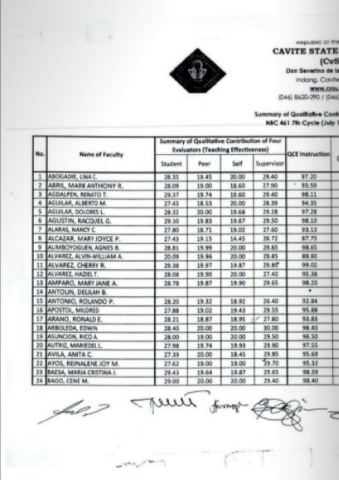 Republic of the
CAVITE STATE
(CvS
Don Severino de la
Indang, Cavite
www.cvsu
(046) 8620-290 / (046)
Summary of Qualitative Contri
NBC 461 7th Cycle (July 1
No. Name of Faculty Summary of Qualitative Contribution of Four Evaluators (Teaching Effectiveness) QCE Instruction
Student Peer Self Supervisor
1 ABOGADIE, LINA C. 28.35 19.45 20.00 29.40 97.20
2 ABRIL, MARK ANTHONY R. 28.09 19.00 18.60 27.90 93.59
3 AGDALPEN, RENATO T. 29.37 19.74 19.60 29.40 98.11
4 AGUILAR, ALBERTO M. 27.43 18.53 20.00 28.39 94.35
5 AGUILAR, DOLORES L. 28.32 20.00 19.68 29.28 97.28
6 AGUSTIN, RACQUEL G. 29.50 19.83 19.67 29.50 98.10
7 ALARAS, NANCY C. 27.80 18.71 19.02 27.60 93.13
8 ALCAZAR, MARY JOYCE P. 27.43 19.15 14.45 26.72 87.75
9 ALIMBOYOGUEN, AGNES B. 28.81 19.99 20.00 29.85 98.65
10 ALVAREZ, ALVIN-WILLIAM A. 20.09 19.96 20.00 29.85 89.90
11 ALVAREZ, CHERRY R. 29.38 19.97 19.87 29.80 99.02
12 ALVAREZ, HAZIEL T. 28.08 19.90 20.00 27.40 95.38
13 AMPARO, MARY JANE A. 28.78 19.87 19.90 29.65 98.20
14 ANTOLIN, DELILAH B. *
15 ANTONIO, ROLANDO P. 28.20 19.32 18.92 26.40 92.84
16 APOSTOL, MILDRED 27.88 19.02 19.43 29.55 95.88
17 ARANO, RONALD E. 28.21 18.87 18.95 27.80 93.83
18 ARBOLEDA, EDWIN 28.40 20.00 20.00 30.00 98.40
19 ASUNCION, RICO A. 28.00 19.00 20.00 29.50 96.50
20 AUTRIZ, MARIEDEL L. 27.98 19.74 19.93 29.90 97.55
21 AVILA, ANITA C. 27.39 20.00 18.45 29.85 95.69
22 AYOS, REINALENE JOY M. 27.62 19.00 19.00 29.70 95.32
23 BAESA, MARIA CRISTINA J. 29.43 19.64 19.87 29.65 98.59
24 BAGO, CENE M. 29.00 20.00 20.00 29.40 98.40